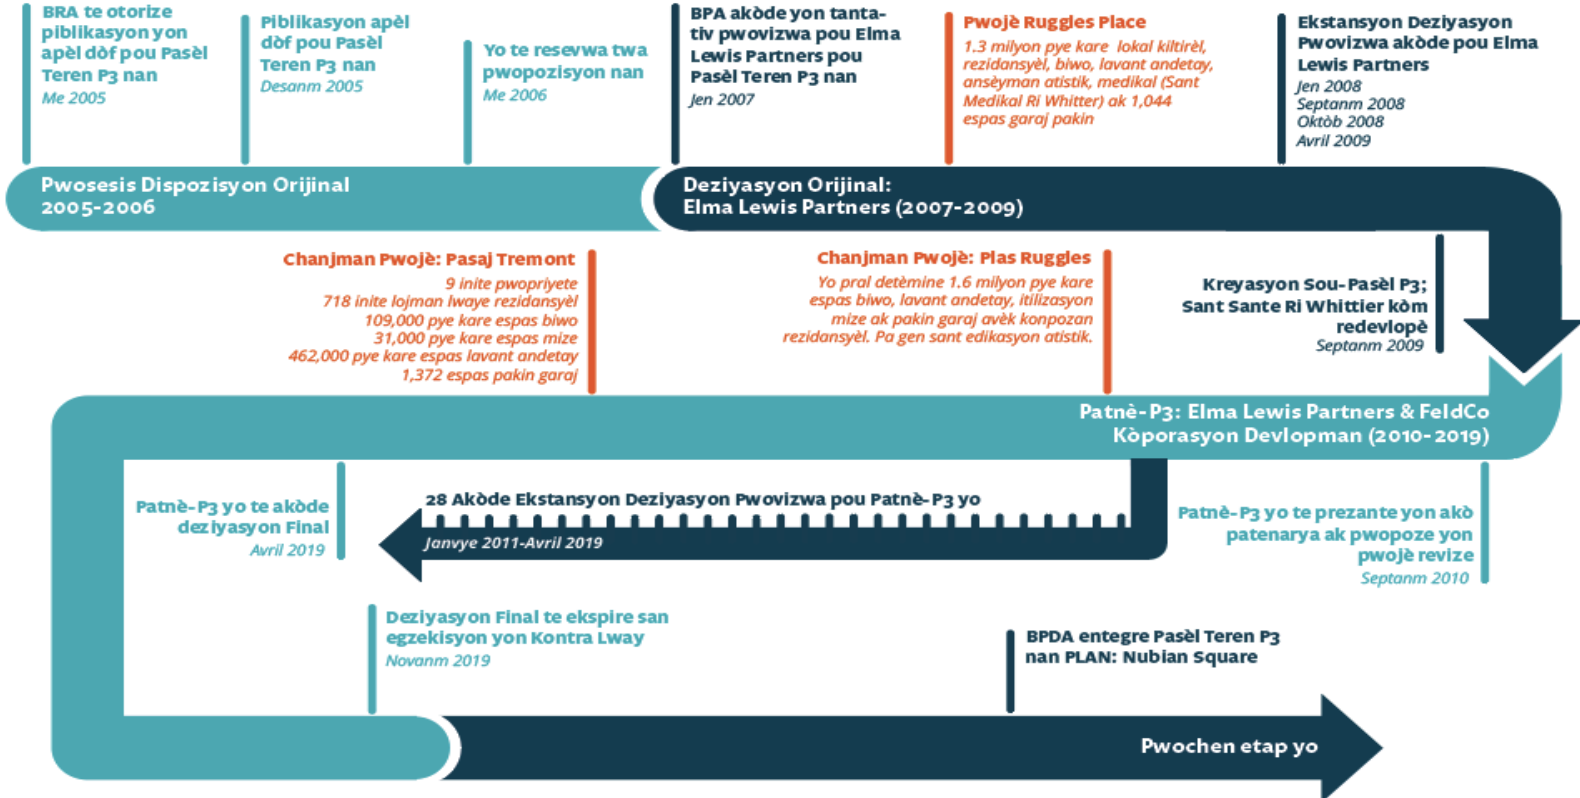 BRA te otorize
piblikasyon yon
apèl dòf pou Pasèl
Teren P3 nan
Me 2005
Piblikasyon apèl
dòf pou Pasèl
Teren P3 nan
Desanm 2005
Yo te resevwa twa
pwopozisyon nan
Me 2006
BPA akòde yon tanta-
tiv pwovizwa pou Elma
Lewis Partners pou
Pasèl Teren P3 nan
Jen 2007
Pwojè Ruggles Place
1.3 milyon pye kare lokal kiltirèl,
rezidansyèl, biwo, lavant andetay,
ansèyman atistik, medikal (Sant
Medikal Ri Whitter) ak 1,044
espas garaj pakin
Ekstansyon Deziyasyon
Pwovizwa akòde pou Elma
Lewis Partners
Jen 2008
Septanm 2008
Oktòb 2008
Avril 2009
Pwosesis Dispozisyon Orijinal
2005-2006
Deziyasyon Orijinal:
Elma Lewis Partners (2007-2009)
Chanjman Pwojè: Pasaj Tremont
9 inite pwopriyete
718 inite lojman lwaye rezidansyèl
109,000 pye kare espas biwo
31,000 pye kare espas mize
462,000 pye kare espas lavant andetay
1,372 espas pakin garaj
Chanjman Pwojè: Plas Ruggles
Yo pral detèmine 1.6 milyon pye kare
espas biwo, lavant andetay, itilizasyon
mize ak pakin garaj avèk konpozan
rezidansyèl. Pa gen sant edikasyon atistik.
Kreyasyon Sou-Pasèl P3;
Sant Sante Ri Whittier kòm
redevlopè
Septanm 2009
Patnè-P3: Elma Lewis Partners & FeldCo
Kòporasyon Devlopman (2010-2019)
Patnè-P3 yo te akòde
deziyasyon Final
Avril 2019
28 Akòde Ekstansyon Deziyasyon Pwovizwa pou Patnè-P3 yo
Janvye 2011-Avril 2019
Patnè-P3 yo te prezante yon akò
patenarya ak pwopoze yon
pwojè revize
Septanm 2010
Deziyasyon Final te ekspire san
egzekisyon yon Kontra Lway
Novanm 2019
BPDA entegre Pasèl Teren P3
nan PLAN: Nubian Square
Pwochen etap yo